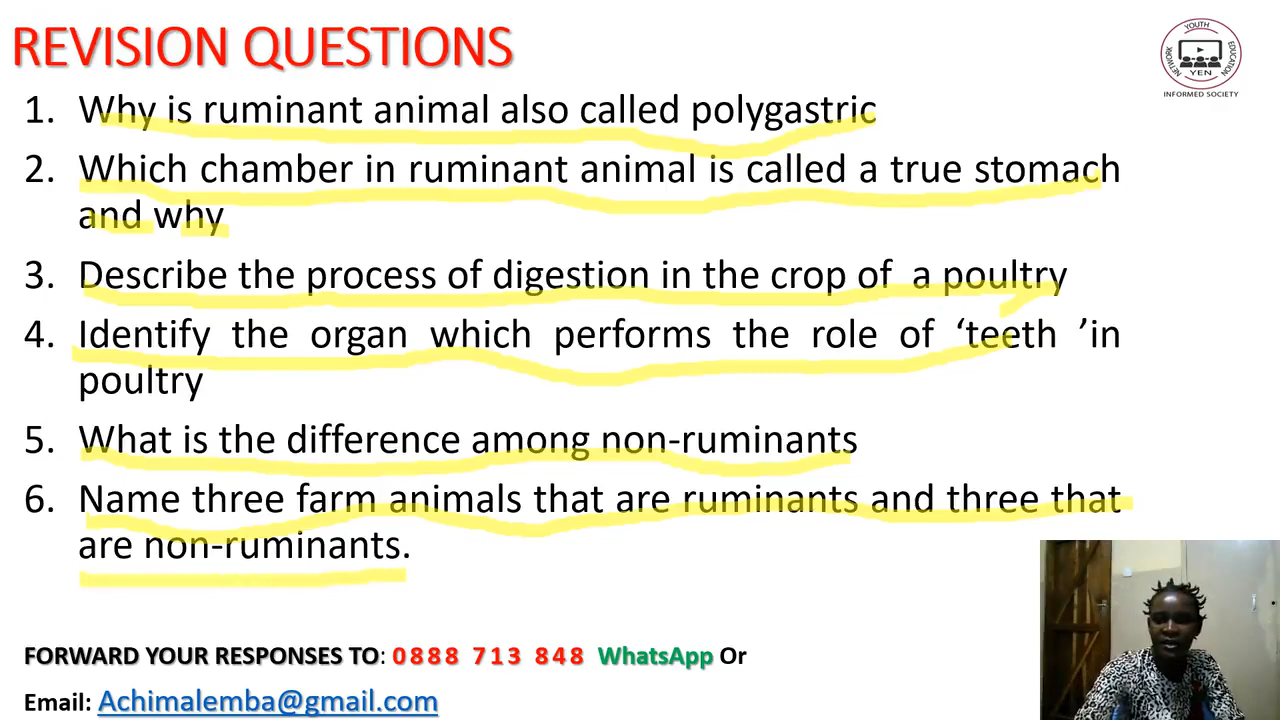 REVISION QUESTIONS
YOUTH
EDUCATION
NETWORK
YEN
INFORMED SOCIETY
1. Why is ruminant animal also called polygastric
2. Which chamber in ruminant animal is called a true stomach
and why
3. Describe the process of digestion in the crop of a poultry
4. Identify the organ which performs the role of ‘teeth ’in
poultry
5. What is the difference among non-ruminants
6. Name three farm animals that are ruminants and three that
are non-ruminants.
FORWARD YOUR RESPONSES TO: 0888 713 848 WhatsApp Or
Email: Achimalemba@gmail.com